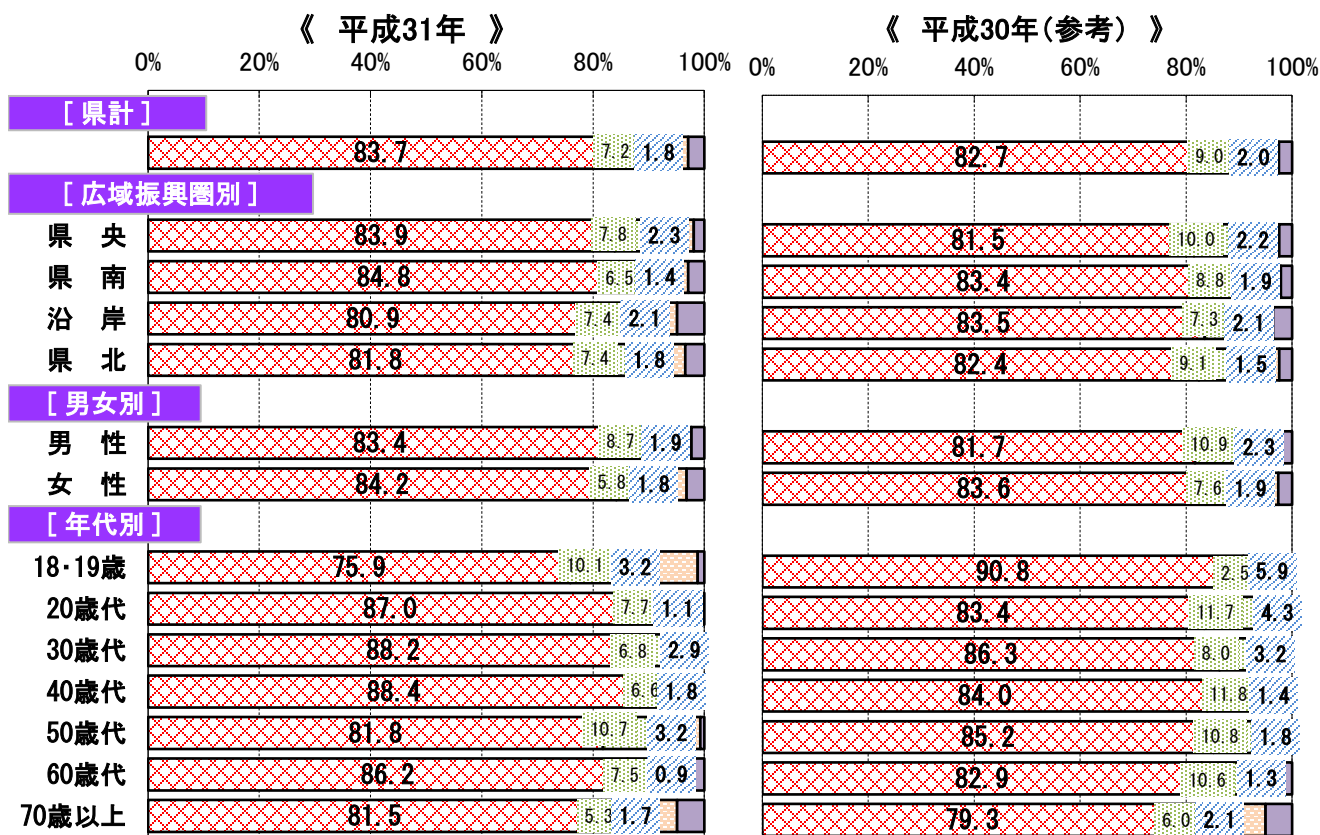 《 平成31年 》 《 平成30年(参考) 》
0% 20% 40% 60% 80% 100% 0% 20% 40% 60% 80% 100%
[ 県計 ]
83.7 7.2 1.8 82.7 9.0 2.0
[ 広域振興圏別 ]
県 央 83.9 7.8 2.3 81.5 10.0 2.2
県 南 84.8 6.5 1.4 83.4 8.8 1.9
沿 岸 80.9 7.4 2.1 83.5 7.3 2.1
県 北 81.8 7.4 1.8 82.4 9.1 1.5
[ 男女別 ]
男 性 83.4 8.7 1.9 81.7 10.9 2.3
女 性 84.2 5.8 1.8 83.6 7.6 1.9
[ 年代別 ]
18・19歳 75.9 10.1 3.2 90.8 2.5 5.9
20歳代 87.0 7.7 1.1 83.4 11.7 4.3
30歳代 88.2 6.8 2.9 86.3 8.0 3.2
40歳代 88.4 6.6 1.8 84.0 11.8 1.4
50歳代 81.8 10.7 3.2 85.2 10.8 1.8
60歳代 86.2 7.5 0.9 82.9 10.6 1.3
70歳以上 81.5 5.3 1.7 79.3 6.0 2.1